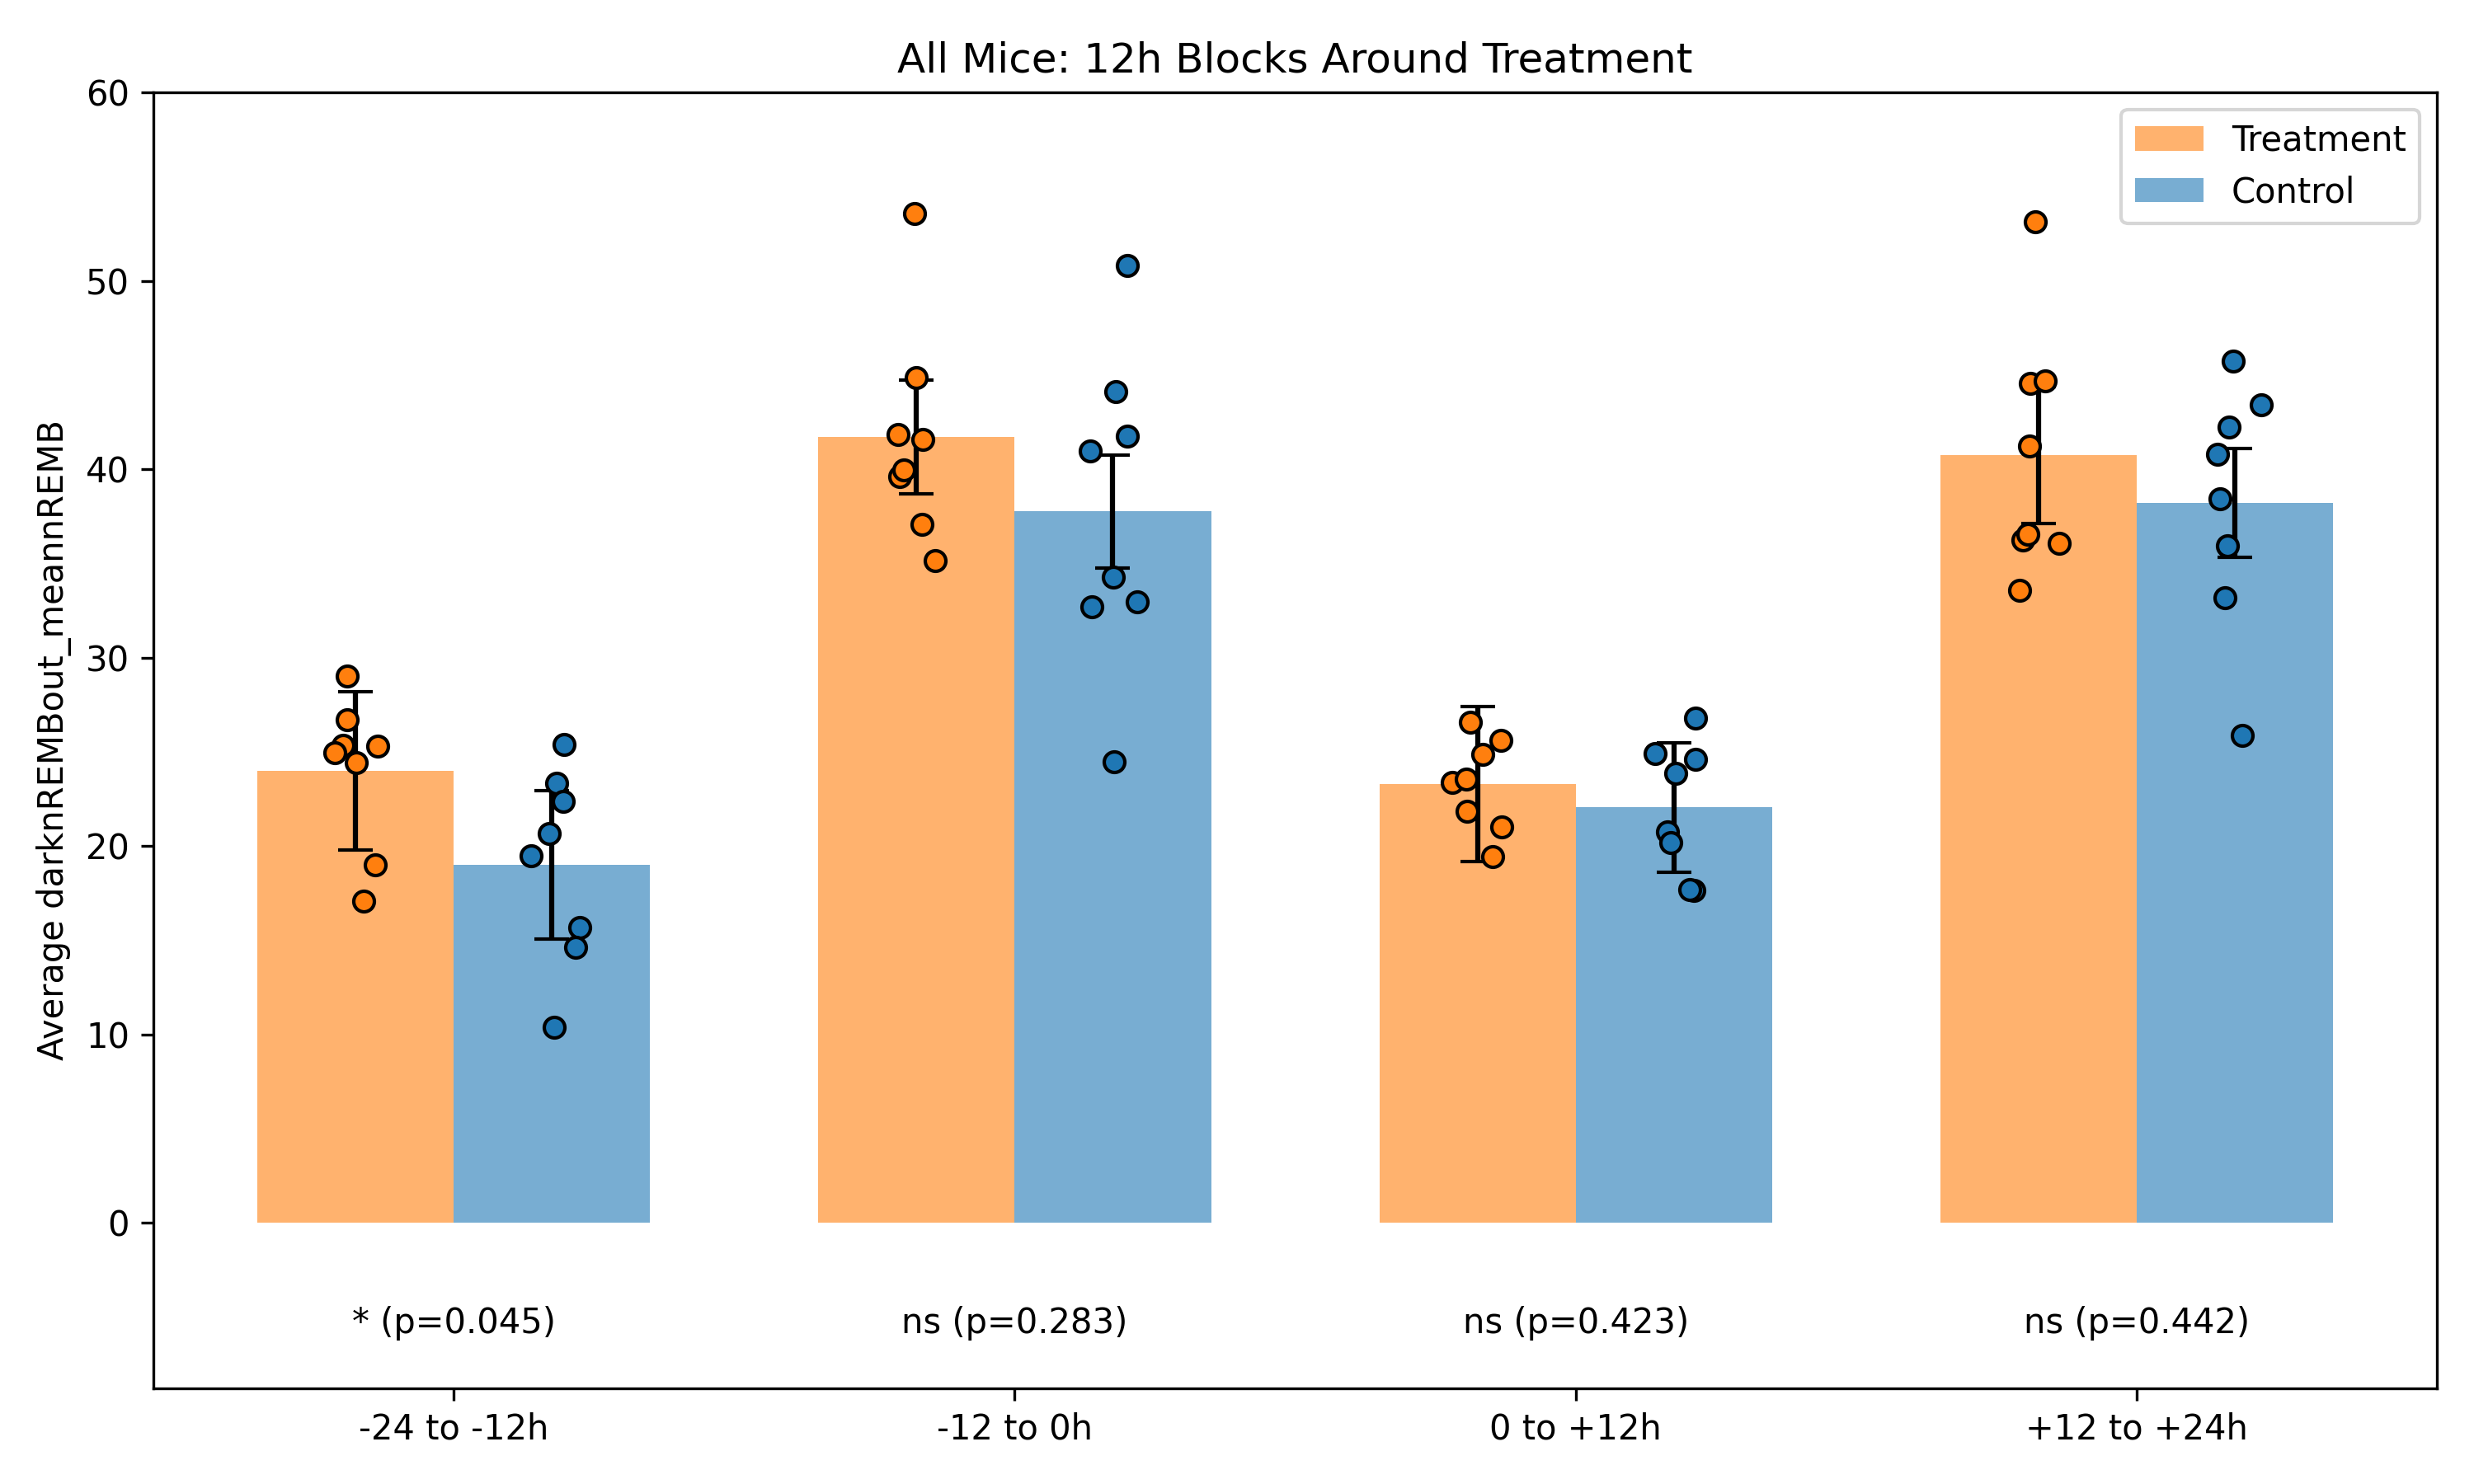 All Mice: 12h Blocks Around Treatment
60
50
40
30
20
10
0
Average darknREMBout_meannREMB
Treatment
Control
* (p=0.045)
ns (p=0.283)
ns (p=0.423)
ns (p=0.442)
-24 to -12h
-12 to 0h
0 to +12h
+12 to +24h